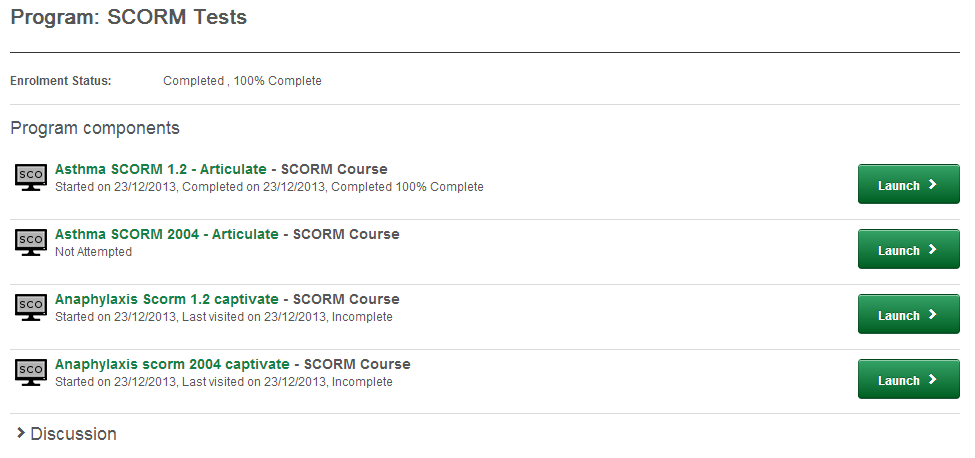 Program: SCORM Tests
Enrolment Status: Completed , 100% Complete
Program components
SCO Asthma SCORM 1.2 - Articulate - SCORM Course
Started on 23/12/2013, Completed on 23/12/2013, Completed 100% Complete
Launch
SCO Asthma SCORM 2004 - Articulate - SCORM Course
Not Attempted
Launch
SCO Anaphylaxis Scorm 1.2 captivate - SCORM Course
Started on 23/12/2013, Last visited on 23/12/2013, Incomplete
Launch
SCO Anaphylaxis scorm 2004 captivate - SCORM Course
Started on 23/12/2013, Last visited on 23/12/2013, Incomplete
Launch
Discussion